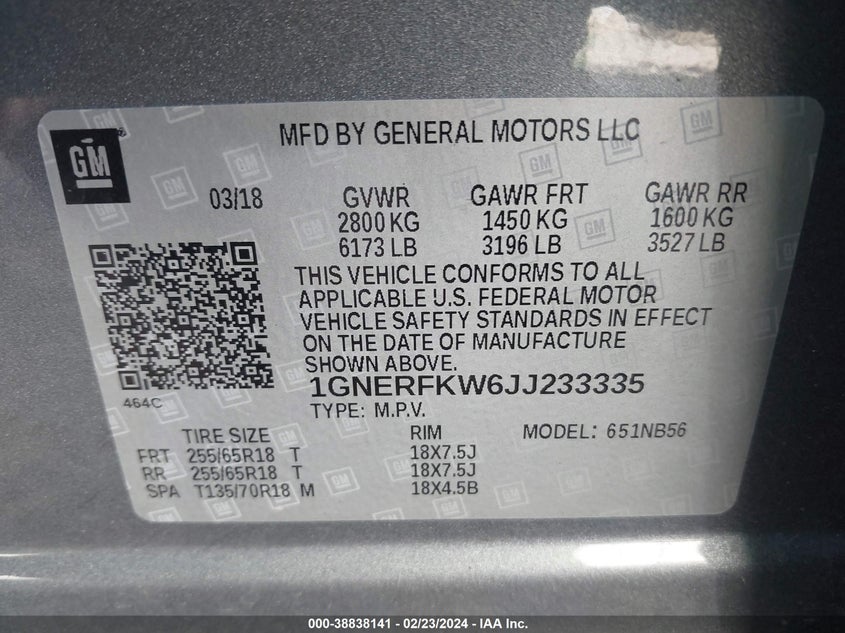 MFD BY GENERAL MOTORS LLC
GM
03/18 GVWR GAWR FRT GAWR RR
2800 KG 1450 KG 1600 KG
6173 LB 3196 LB 3527 LB
THIS VEHICLE CONFORMS TO ALL
APPLICABLE U.S. FEDERAL MOTOR
VEHICLE SAFETY STANDARDS IN EFFECT
ON THE DATE OF MANUFACTURE
SHOWN ABOVE.
1GNERFKW6JJ233335
464C
TYPE: M.P.V.
TIRE SIZE RIM MODEL: 651NB56
FRT 255/65R18 T 18X7.5J
RR 255/65R18 T 18X7.5J
SPA T135/70R18 M 18X4.5B
000-38838141 - 02/23/2024 - IAA Inc.